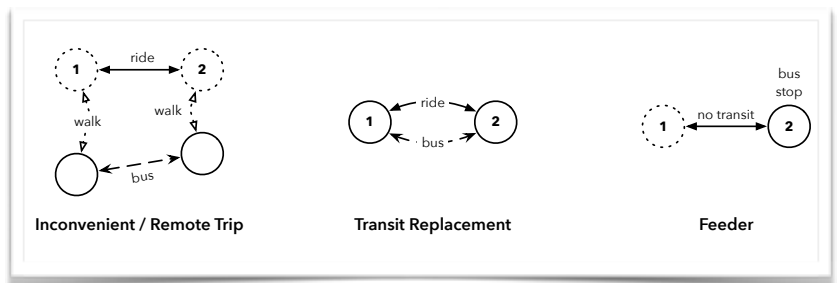 ride
1
2
walk
walk
bus
Inconvenient / Remote Trip
ride
1
2
bus
Transit Replacement
bus
stop
no transit
1
2
Feeder